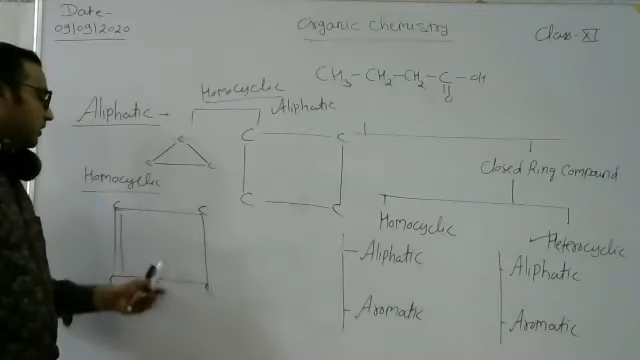 Date-
09/09/2020
Organic Chemistry
Class-XI
CH3-CH2-CH2-C-OH
O
Homocyclic
Aliphatic -
Aliphatic
C
C C
C C
C C
Closed Ring Compound
Homocyclic
C C
Homocyclic
Heterocyclic
Aliphatic
Aliphatic
Aromatic
Aromatic